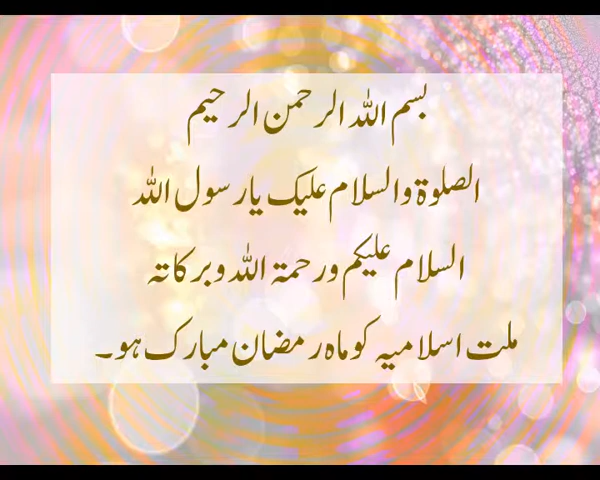 بسم اللہ الرحمن الرحیم
الصلوۃ والسلام علیک یارسول اللہ
السلام علیکم ورحمۃ اللہ وبرکاتہ
ملت اسلامیہ کو ماہ رمضان مبارک ہو۔